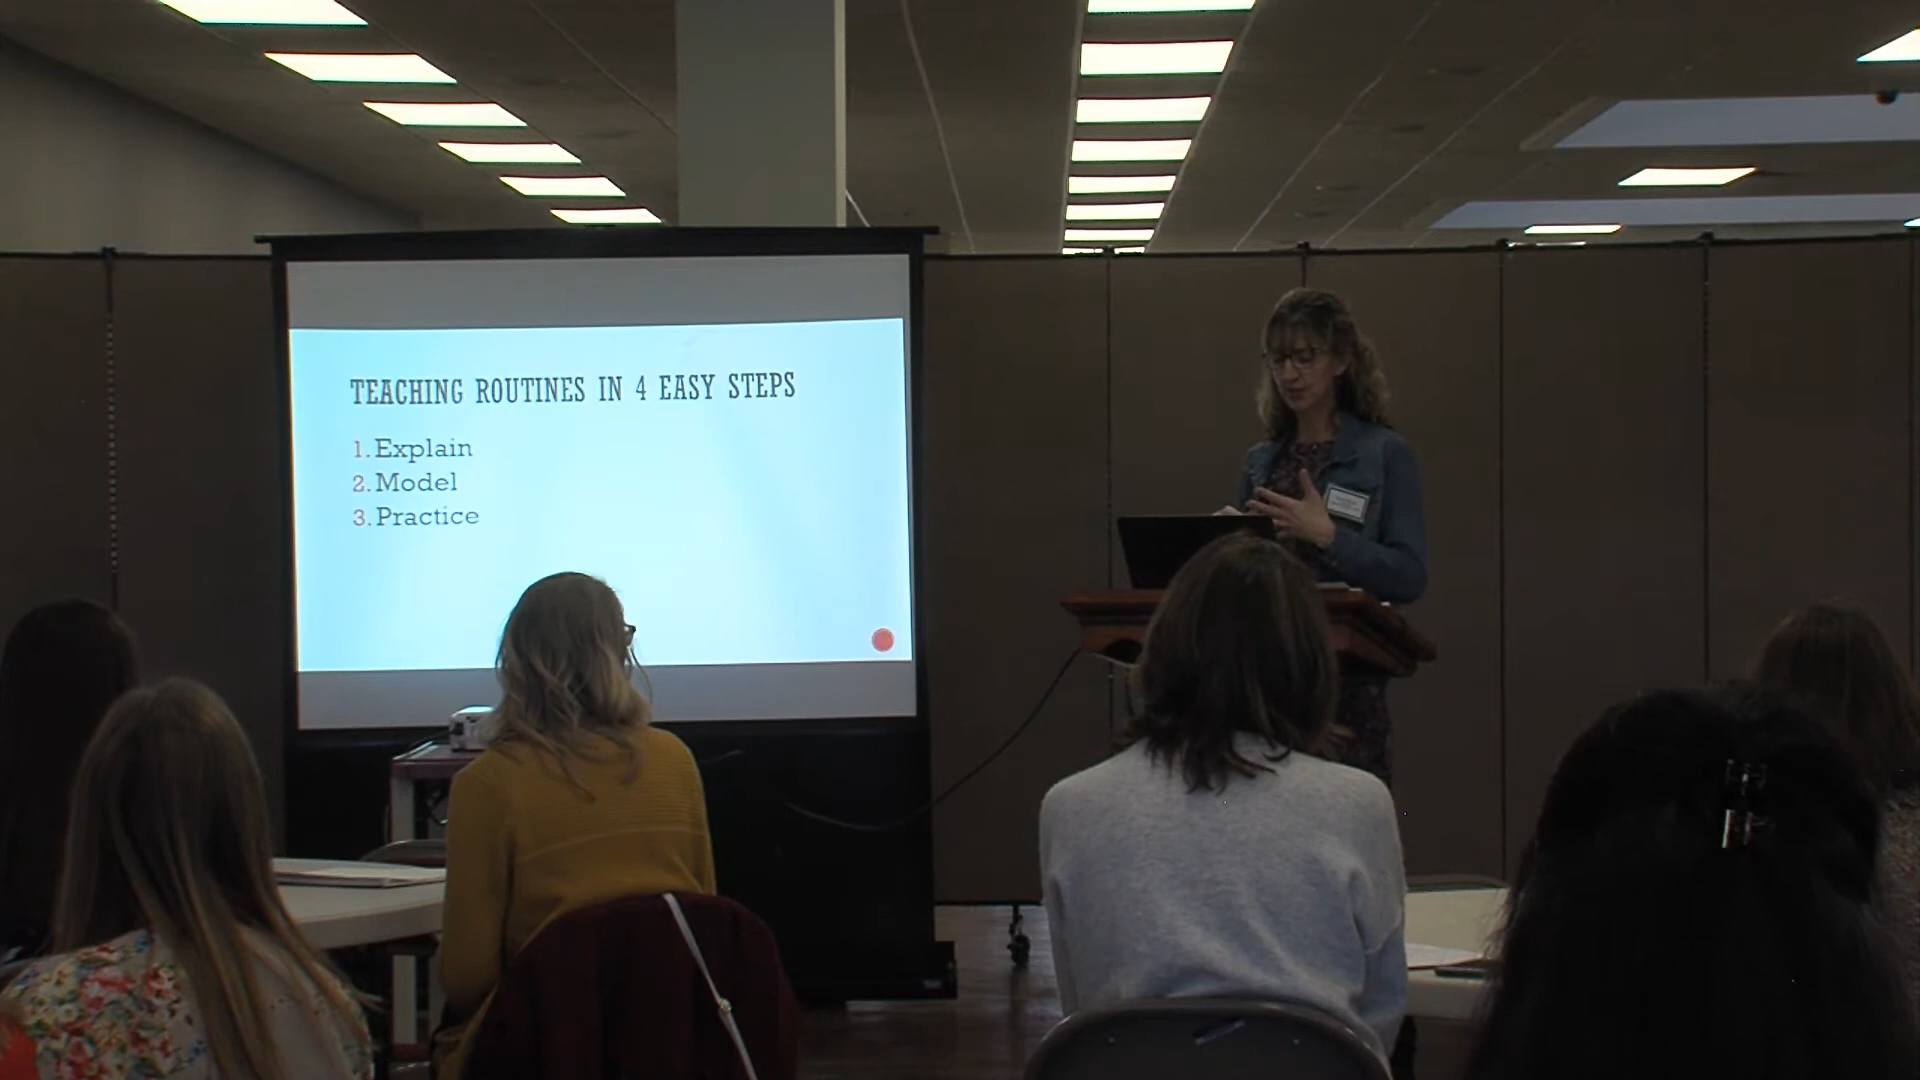 TEACHING ROUTINES IN 4 EASY STEPS
1. Explain
2. Model
3. Practice